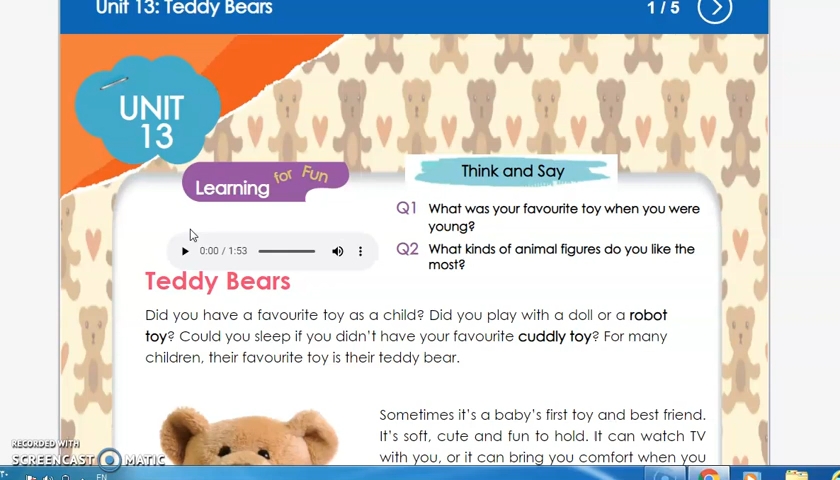 Unit 13: Teddy Bears
1 / 5
UNIT
13
Learning for Fun
Think and Say
Q1 What was your favourite toy when you were
young?
Q2 What kinds of animal figures do you like the
most?
0:00 / 1:53
Teddy Bears
Did you have a favourite toy as a child? Did you play with a doll or a robot
toy? Could you sleep if you didn't have your favourite cuddly toy? For many
children, their favourite toy is their teddy bear.
Sometimes it's a baby's first toy and best friend.
It's soft, cute and fun to hold. It can watch TV
with you, or it can bring you comfort when you
RECORDED WITH
SCREENCAST MATIC
EN